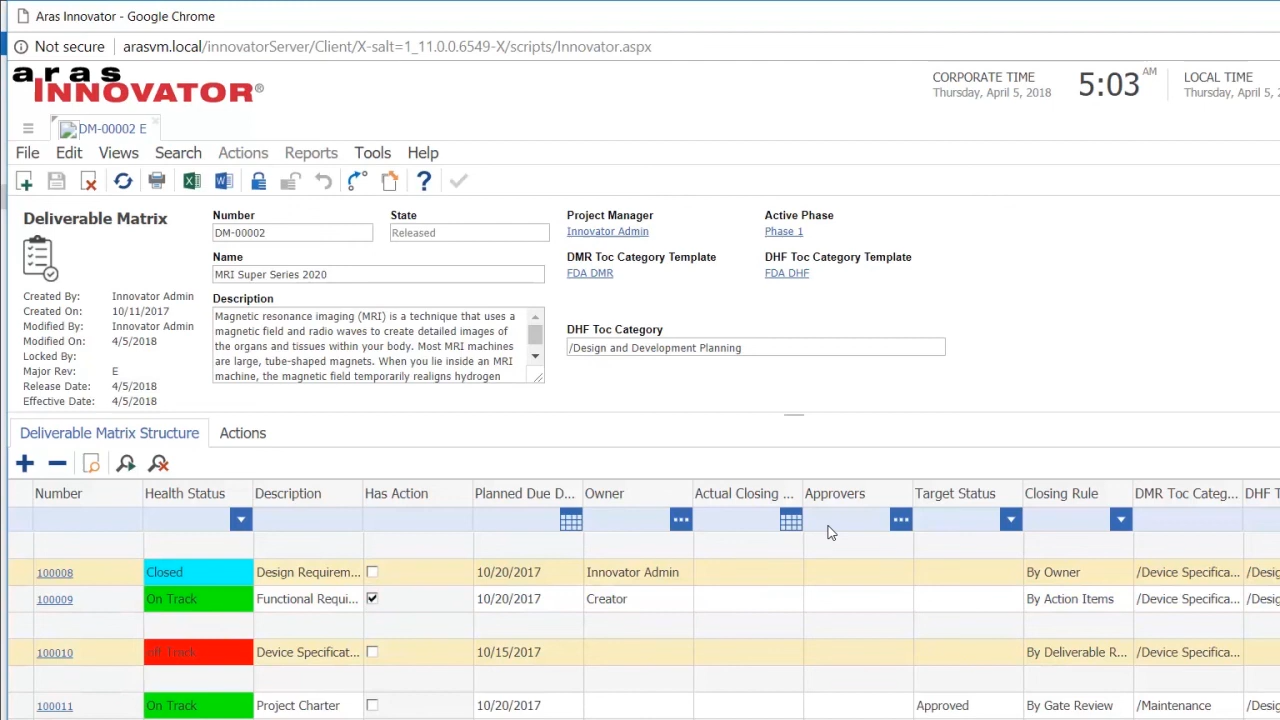 Aras Innovator - Google Chrome
Not secure arasvm.local/innovatorServer/Client/X-salt=1_11.0.0.6549-X/scripts/Innovator.aspx
aras
INNOVATOR®
CORPORATE TIME
Thursday, April 5, 2018
5:03 AM
LOCAL TIME
Thursday, April 5,
DM-00002 E
File Edit Views Search Actions Reports Tools Help
Deliverable Matrix
Number State Project Manager Active Phase
DM-00002 Released Innovator Admin Phase 1
Name DMR Toc Category Template DHF Toc Category Template
MRI Super Series 2020 FDA DMR FDA DHF
Created By: Innovator Admin
Created On: 10/11/2017
Modified By: Innovator Admin
Modified On: 4/5/2018
Locked By:
Major Rev: E
Release Date: 4/5/2018
Effective Date: 4/5/2018
Description
Magnetic resonance imaging (MRI) is a technique that uses a
magnetic field and radio waves to create detailed images of
the organs and tissues within your body. Most MRI machines
are large, tube-shaped magnets. When you lie inside an MRI
machine, the magnetic field temporarily realigns hydrogen
DHF Toc Category
/Design and Development Planning
Deliverable Matrix Structure Actions
Number Health Status Description Has Action Planned Due D... Owner Actual Closing ... Approvers Target Status Closing Rule DMR Toc Categ... DHF T
100008 Closed Design Requirem... 10/20/2017 Innovator Admin By Owner /Device Specifica... /Desig
100009 On Track Functional Requi... 10/20/2017 Creator By Action Items /Device Specifica... /Desig
100010 off Track Device Specificat... 10/15/2017 By Deliverable R... /Device Specifica...
100011 On Track Project Charter 10/20/2017 Approved By Gate Review /Maintenance /Desig